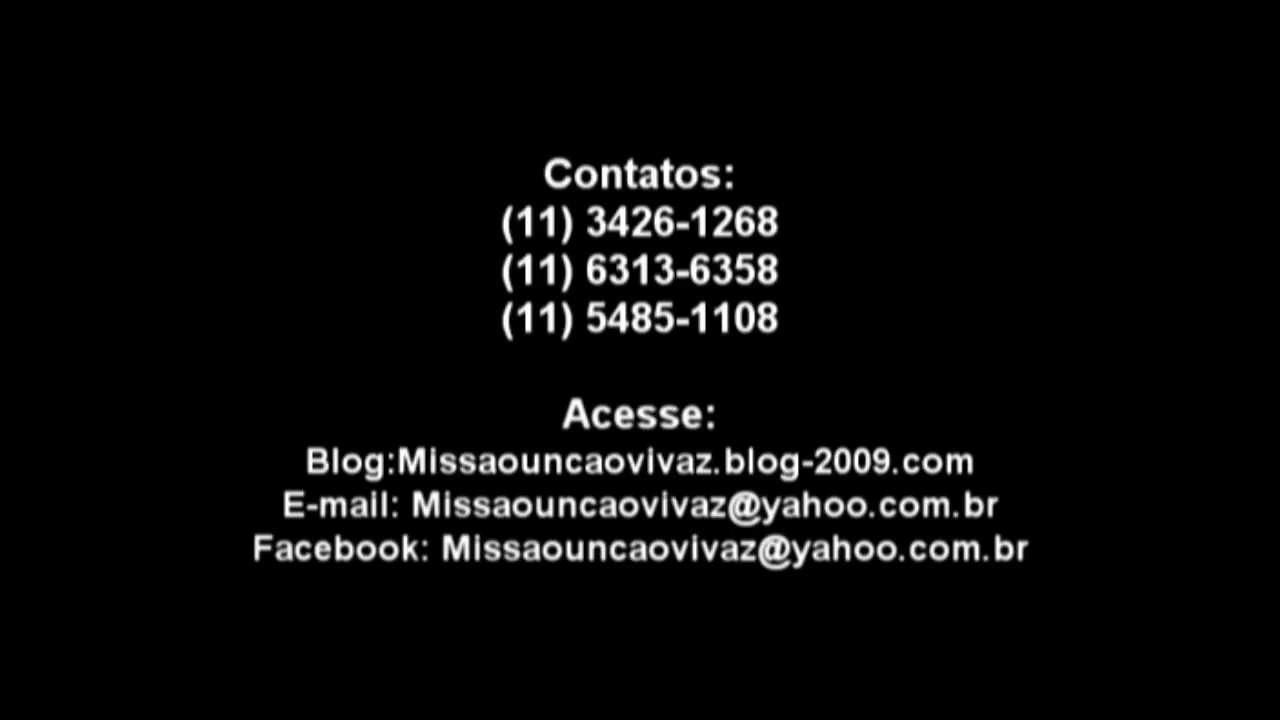 Contatos:
(11) 3426-1268
(11) 6313-6358
(11) 5485-1108
Acesse:
Blog:Missaouncaovivaz.blog-2009.com
E-mail: Missaouncaovivaz@yahoo.com.br
Facebook: Missaouncaovivaz@yahoo.com.br